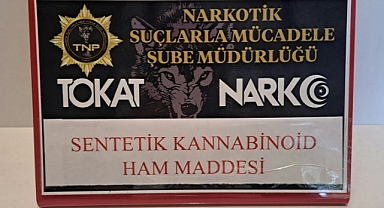 NARKOTİK
SUÇLARLA MÜCADELE
ŞUBE MÜDÜRLÜĞÜ
TNP
TOKAT NARKO
SENTETİK KANNABİNOİD
HAM MADDESİ